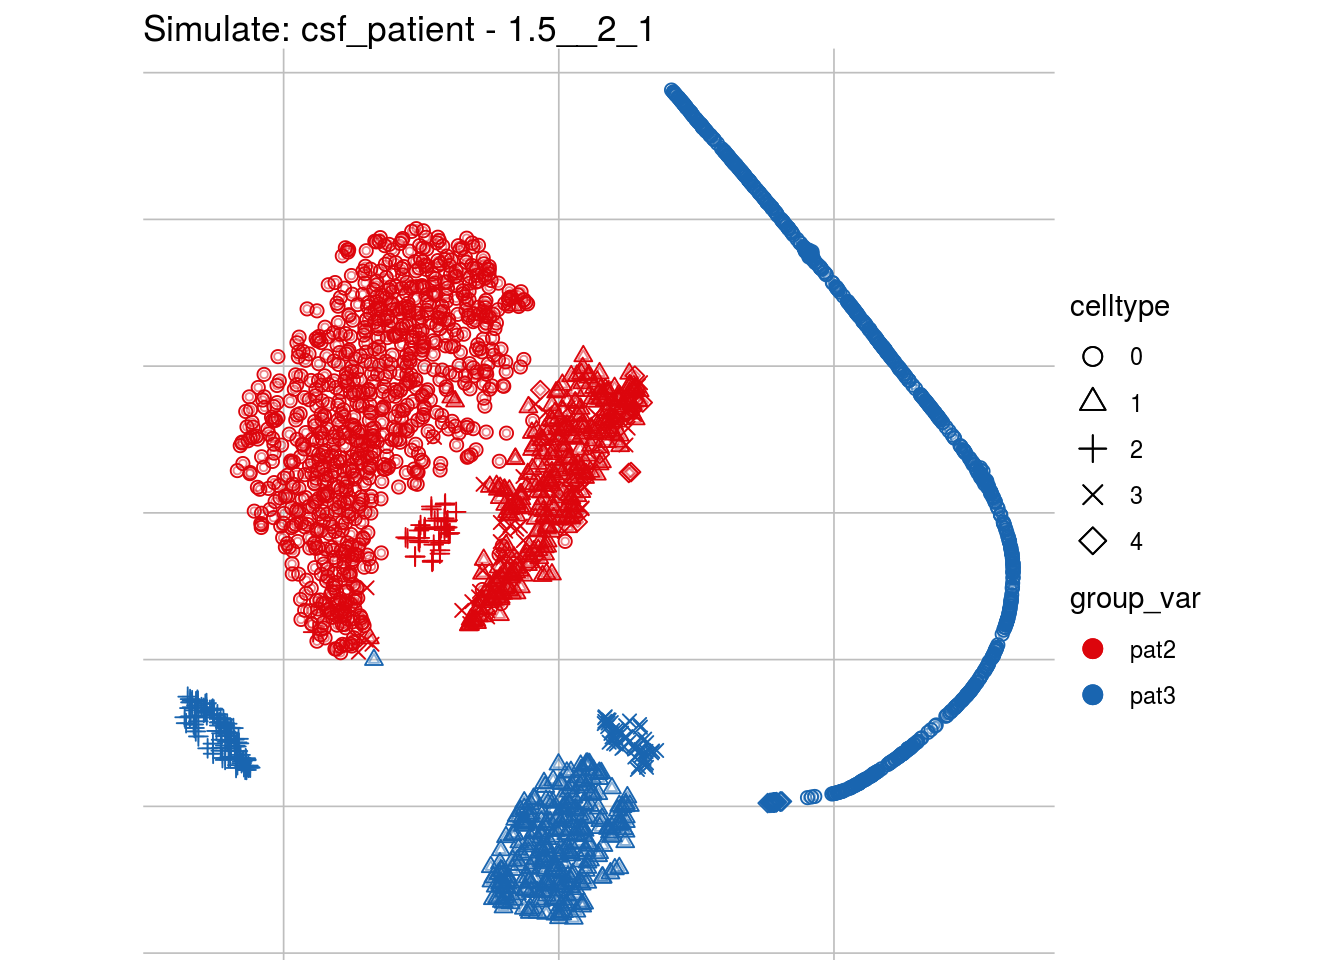 Simulate: csf_patient - 1.5__2_1
celltype
0
1
2
3
4
group_var
pat2
pat3